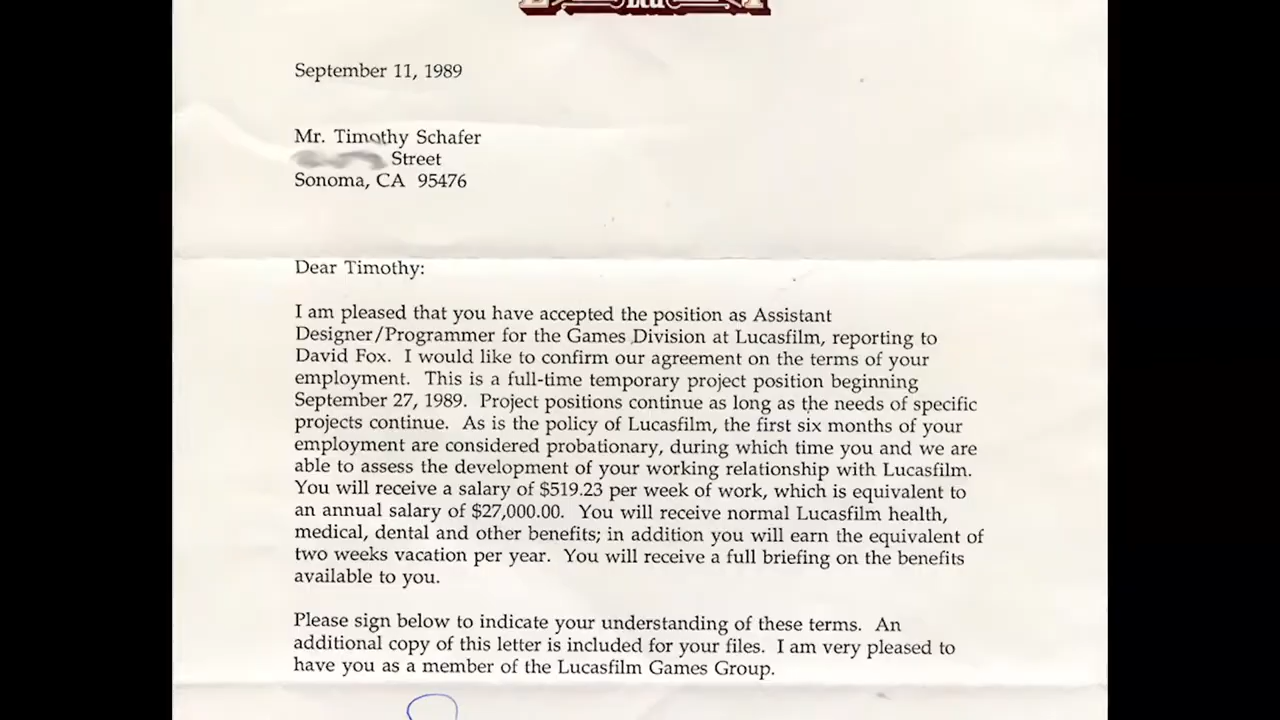 Ltd
September 11, 1989
Mr. Timothy Schafer
Street
Sonoma, CA 95476
Dear Timothy:
I am pleased that you have accepted the position as Assistant
Designer/Programmer for the Games Division at Lucasfilm, reporting to
David Fox. I would like to confirm our agreement on the terms of your
employment. This is a full-time temporary project position beginning
September 27, 1989. Project positions continue as long as the needs of specific
projects continue. As is the policy of Lucasfilm, the first six months of your
employment are considered probationary, during which time you and we are
able to assess the development of your working relationship with Lucasfilm.
You will receive a salary of $519.23 per week of work, which is equivalent to
an annual salary of $27,000.00. You will receive normal Lucasfilm health,
medical, dental and other benefits; in addition you will earn the equivalent of
two weeks vacation per year. You will receive a full briefing on the benefits
available to you.
Please sign below to indicate your understanding of these terms. An
additional copy of this letter is included for your files. I am very pleased to
have you as a member of the Lucasfilm Games Group.